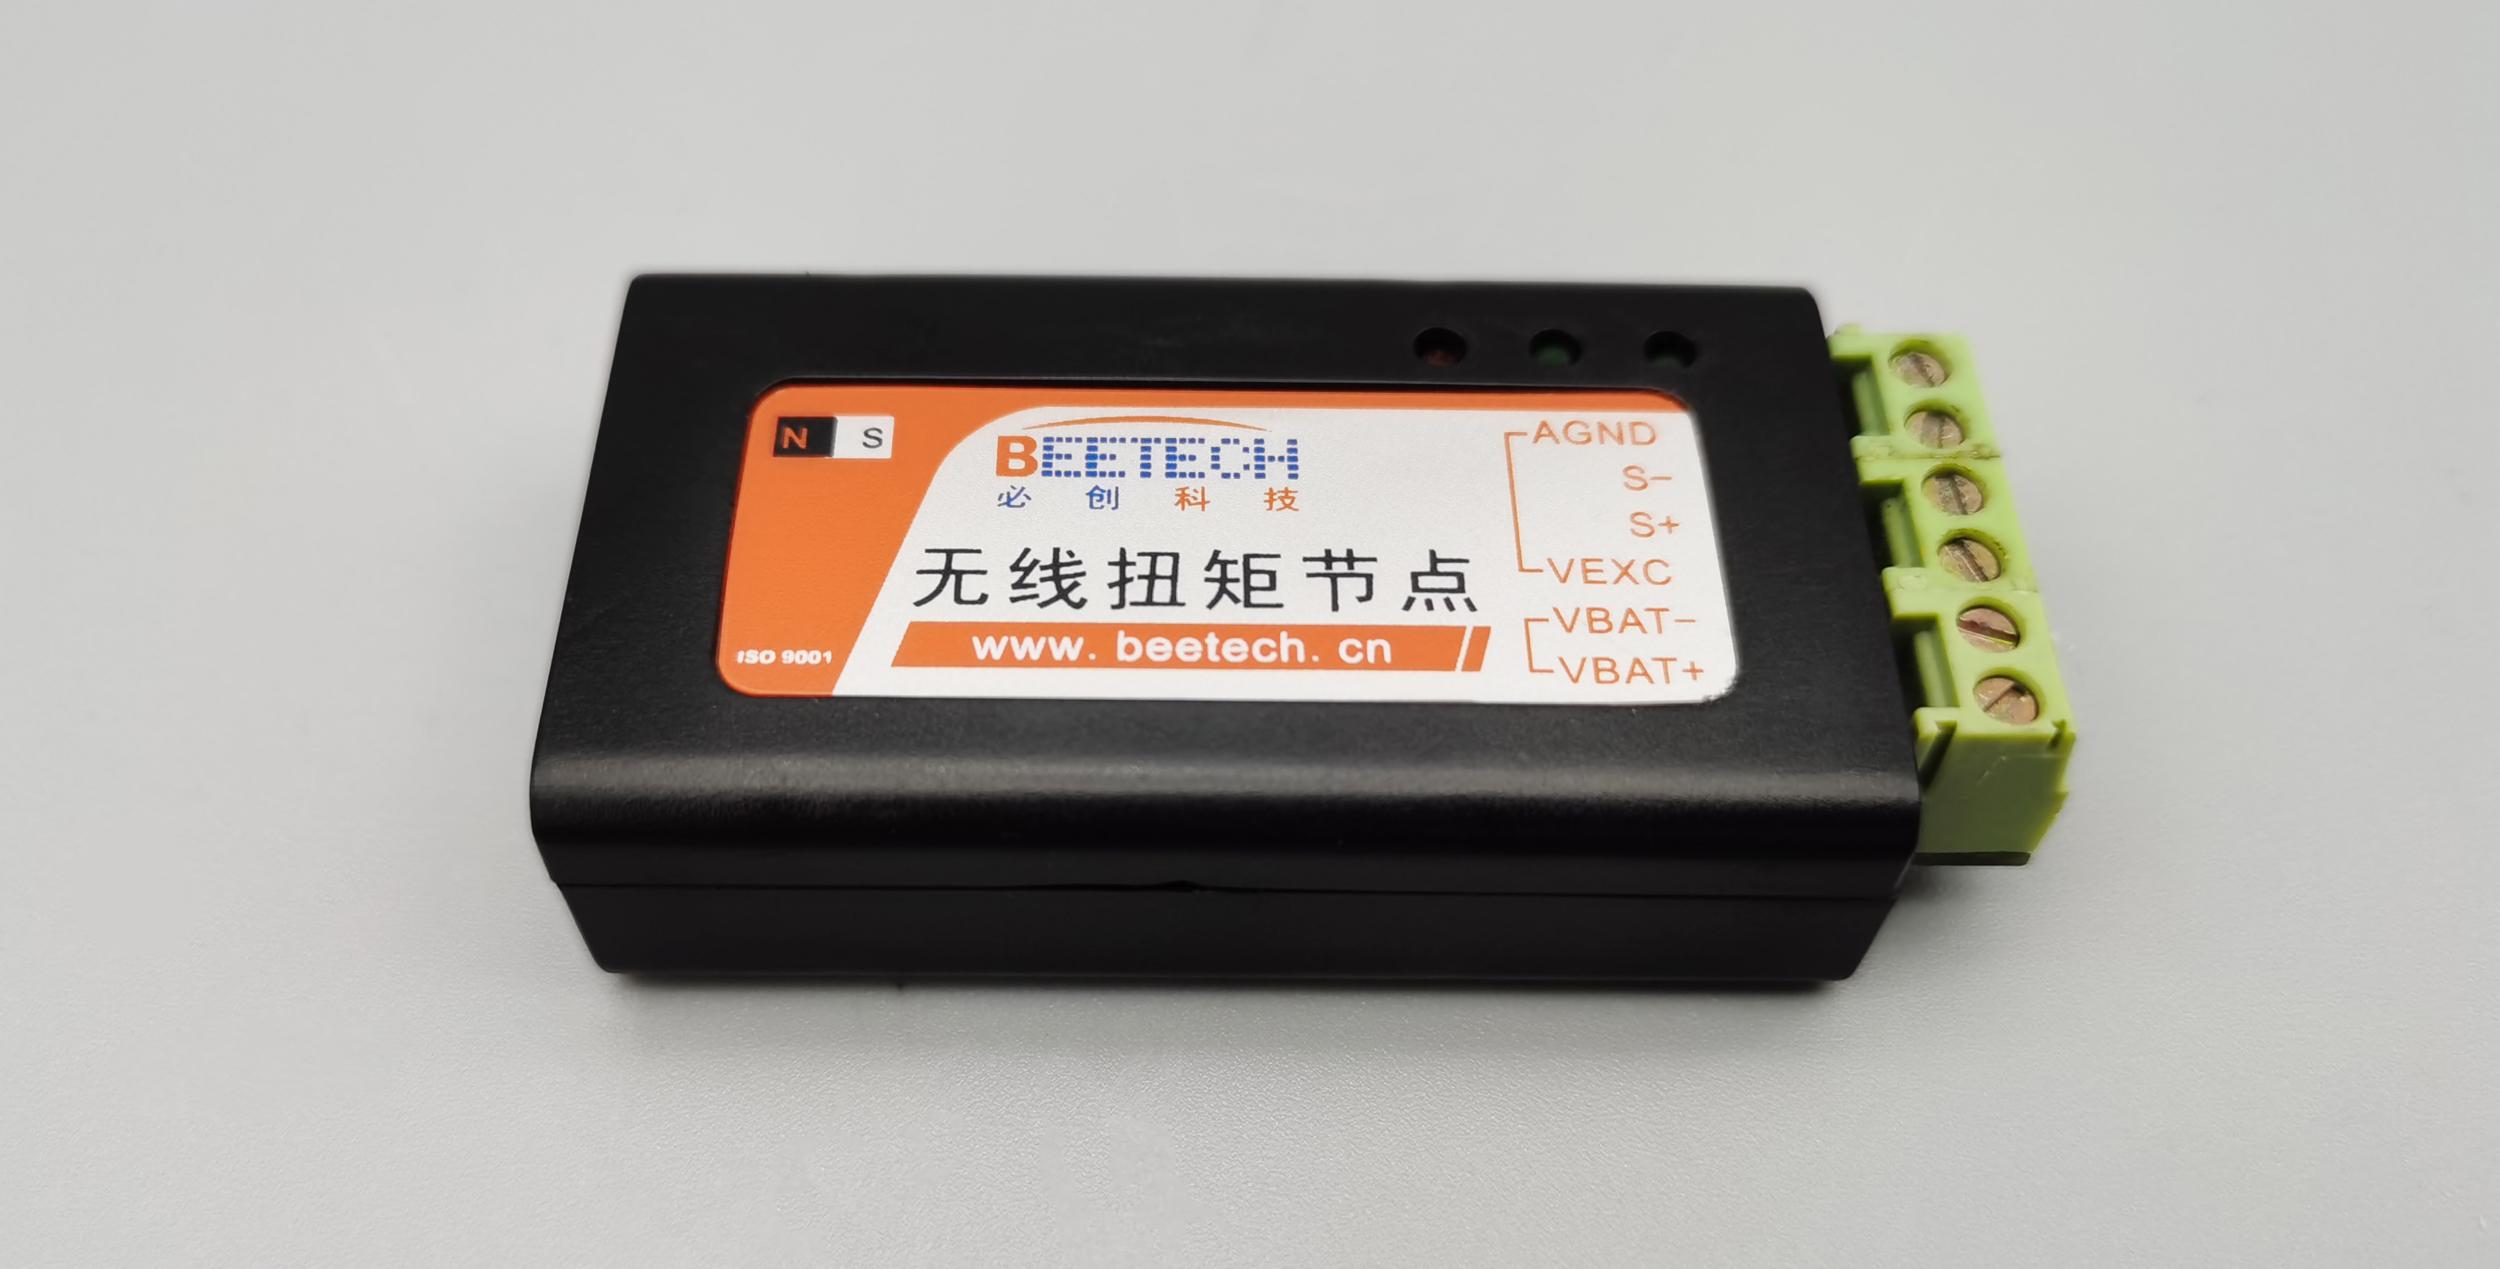 N S
BEETECH
必创科技
无线扭矩节点
www. beetech. cn
ISO 9001
AGND
S-
S+
VEXC
VBAT-
VBAT+